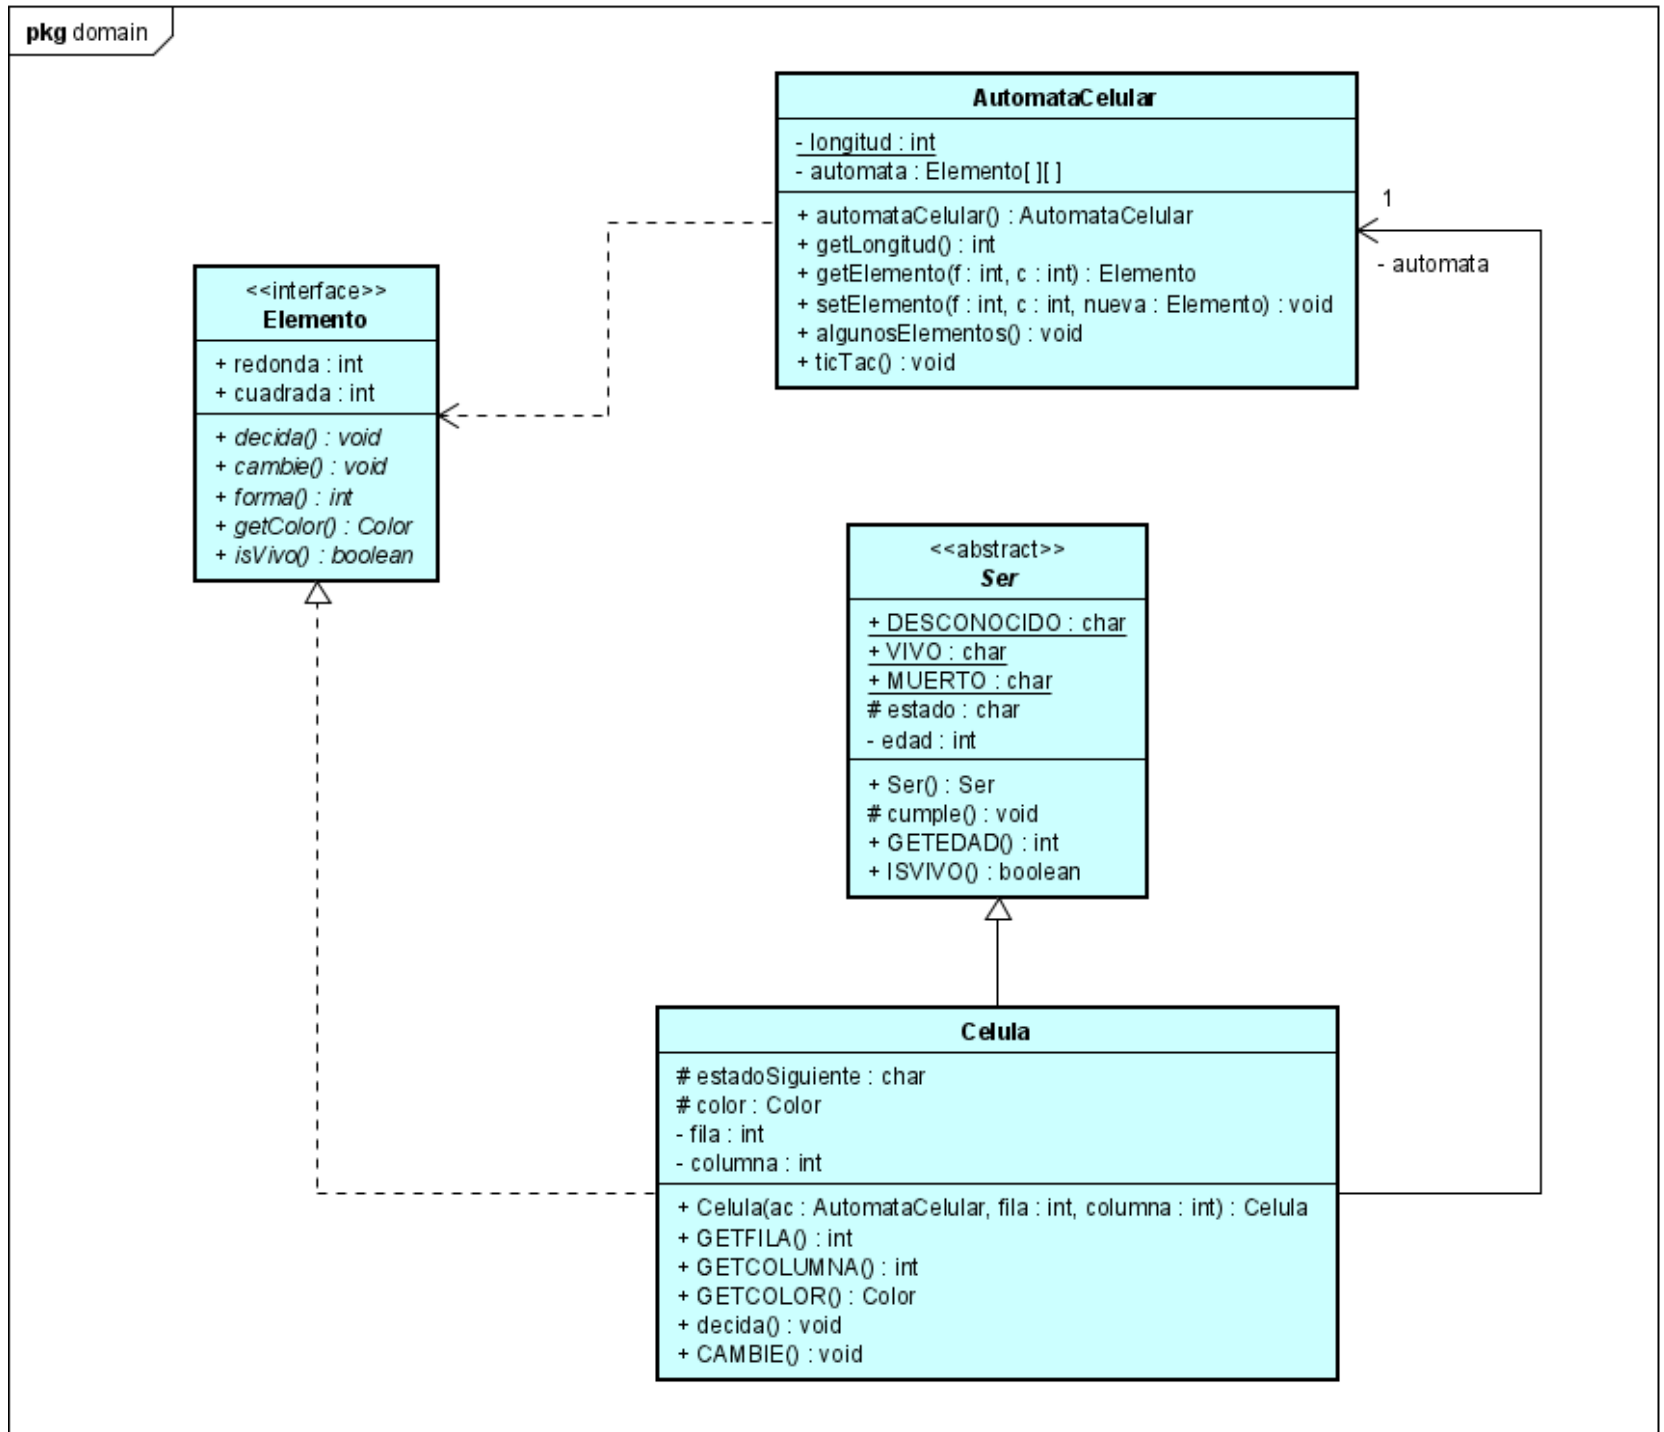 pkg domain
AutomataCelular
- longitud : int
- automata : Elemento[ ][ ]
+ automataCelular() : AutomataCelular
+ getLongitud() : int
+ getElemento(f : int, c : int) : Elemento
+ setElemento(f : int, c : int, nueva : Elemento) : void
+ algunosElementos() : void
+ ticTac() : void
1
- automata
<<interface>>
Elemento
+ redonda : int
+ cuadrada : int
+ decida() : void
+ cambie() : void
+ forma() : int
+ getColor() : Color
+ isVivo() : boolean
<<abstract>>
Ser
+ DESCONOCIDO : char
+ VIVO : char
+ MUERTO : char
# estado : char
- edad : int
+ Ser() : Ser
# cumple() : void
+ GETEDAD() : int
+ ISVIVO() : boolean
Celula
# estadoSiguiente : char
# color : Color
- fila : int
- columna : int
+ Celula(ac : AutomataCelular, fila : int, columna : int) : Celula
+ GETFILA() : int
+ GETCOLUMNA() : int
+ GETCOLOR() : Color
+ decida() : void
+ CAMBIE() : void